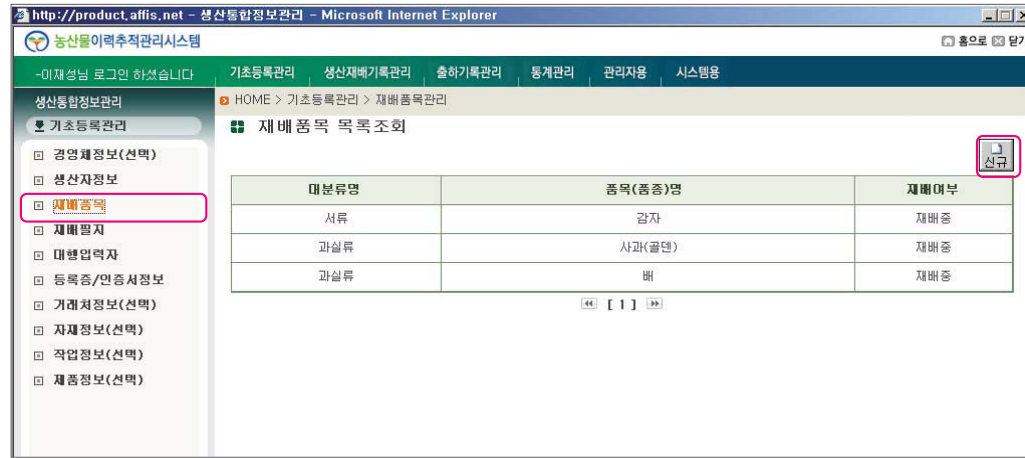 http://product.affis.net - 생산통합정보관리 - Microsoft Internet Explorer
농산물이력추적관리시스템
홈으로 닫기
-이재성님 로그인 하셨습니다
기초등록관리 생산재배기록관리 출하기록관리 통계관리 관리자용 시스템용
생산통합정보관리
HOME > 기초등록관리 > 재배품목관리
기초등록관리
재배품목 목록조회
신규
경영체정보(선택)
생산자정보
재배품목
재배필지
대행입력자
등록증/인증서정보
거래처정보(선택)
자재정보(선택)
작업정보(선택)
제품정보(선택)
대분류명 품목(품종)명 재배여부
서류 감자 재배중
과실류 사과(골덴) 재배중
과실류 배 재배중
[ 1 ]